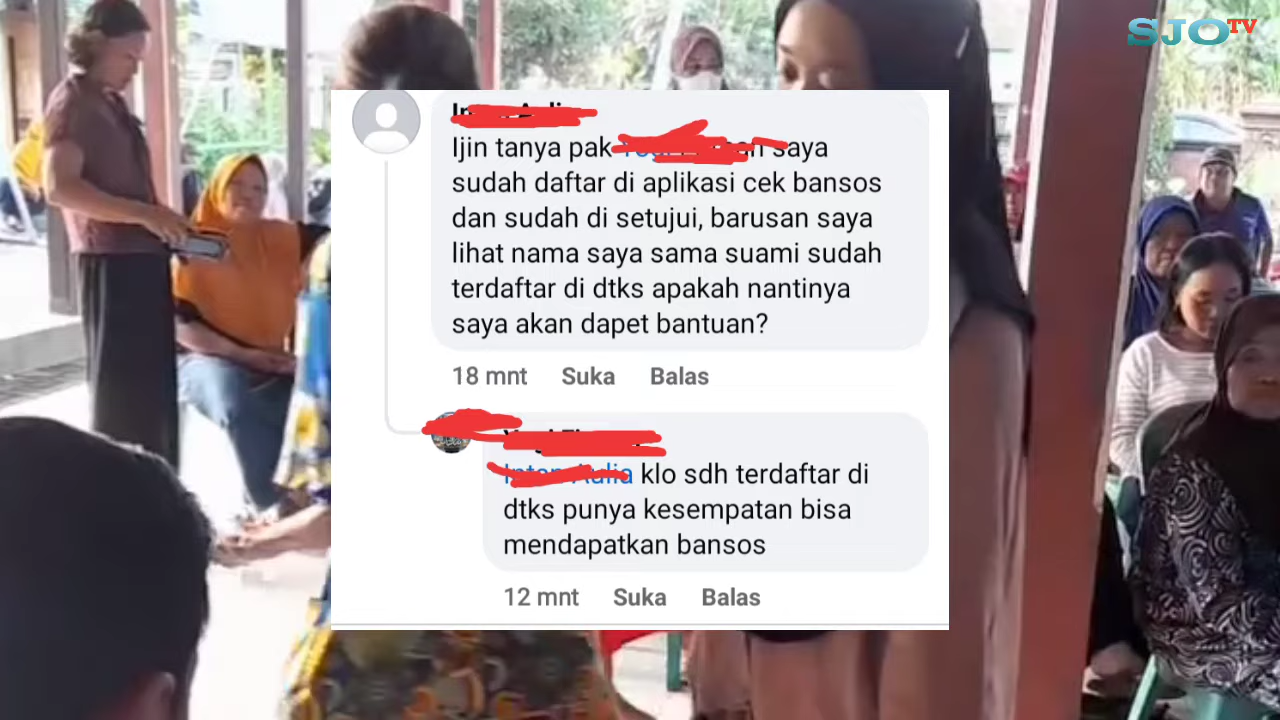 SJOTV
Ijin tanya pak saya
sudah daftar di aplikasi cek bansos
dan sudah di setujui, barusan saya
lihat nama saya sama suami sudah
terdaftar di dtks apakah nantinya
saya akan dapet bantuan?
18 mnt Suka Balas
klo sdh terdaftar di
dtks punya kesempatan bisa
mendapatkan bansos
12 mnt Suka Balas